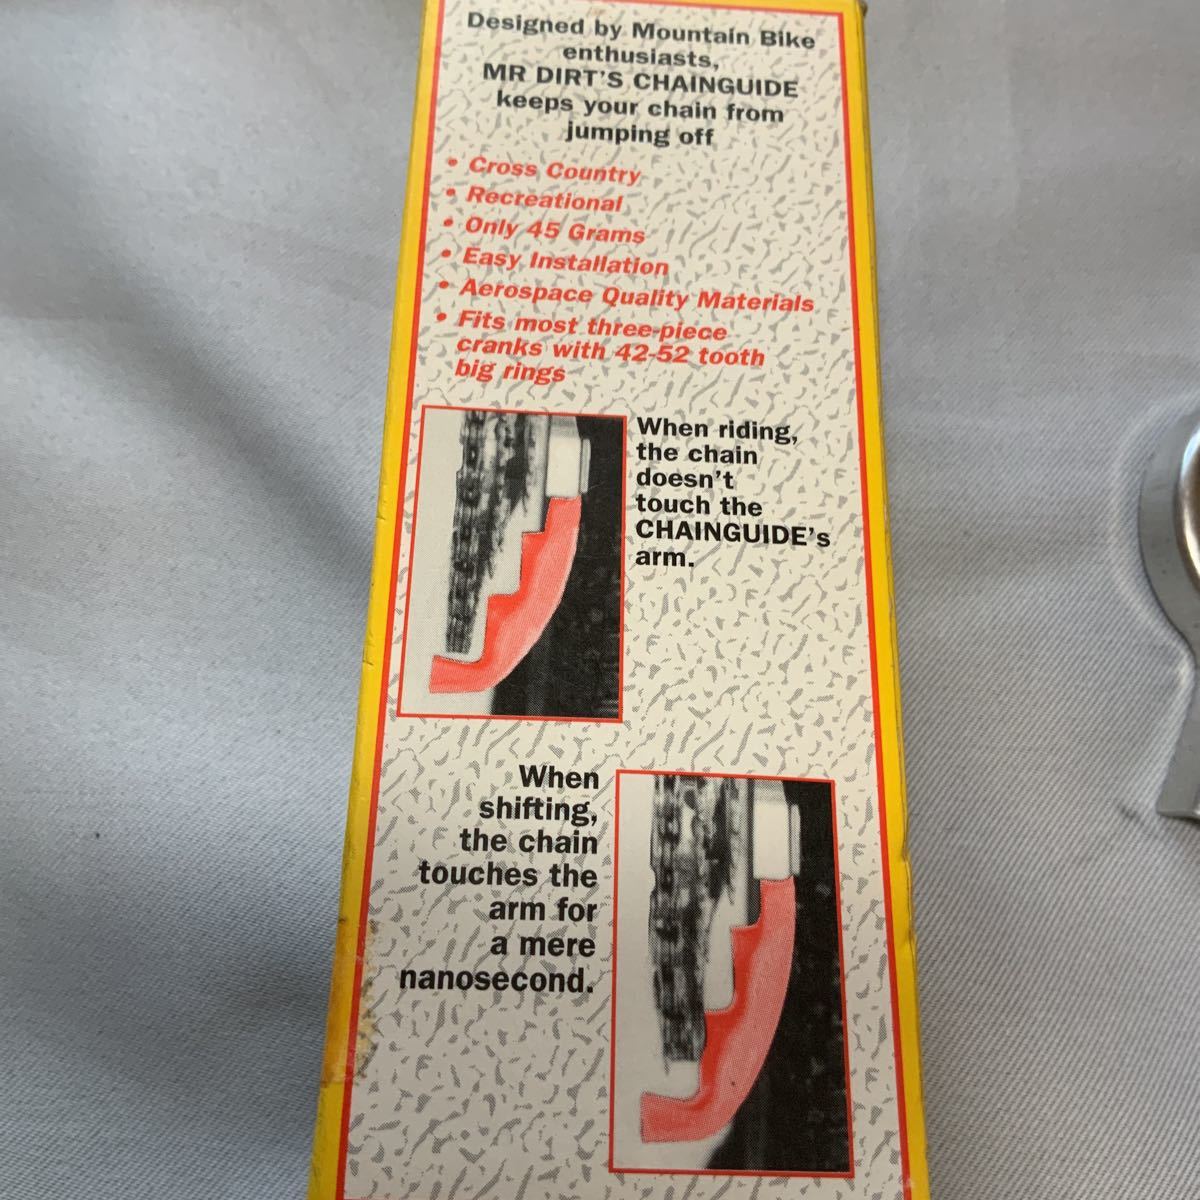 Designed by Mountain Bike
enthusiasts,
MR DIRT'S CHAINGUIDE
keeps your chain from
jumping off
• Cross Country
• Recreational
• Only 45 Grams
• Easy Installation
• Aerospace Quality Materials
• Fits most three-piece
cranks with 42-52 tooth
big rings
When riding,
the chain
doesn't
touch the
CHAINGUIDE's
arm.
When
shifting,
the chain
touches the
arm for
a mere
nanosecond.